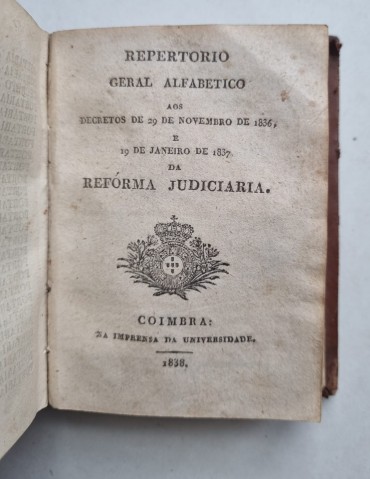 REPERTORIO
GERAL ALFABETICO
AOS
DECRETOS DE 29 DE NOVEMBRO DE 1836,
E
19 DE JANEIRO DE 1837.
DA
REFÓRMA JUDICIARIA.
COIMBRA:
NA IMPRENSA DA UNIVERSIDADE.
1838.